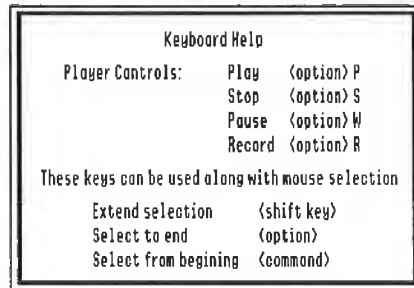 Keyboard Help
Player Controls: Play <option> P
Stop <option> S
Pause <option> W
Record <option> R
These keys can be used along with mouse selection
Extend selection <shift key>
Select to end <option>
Select from begining <command>